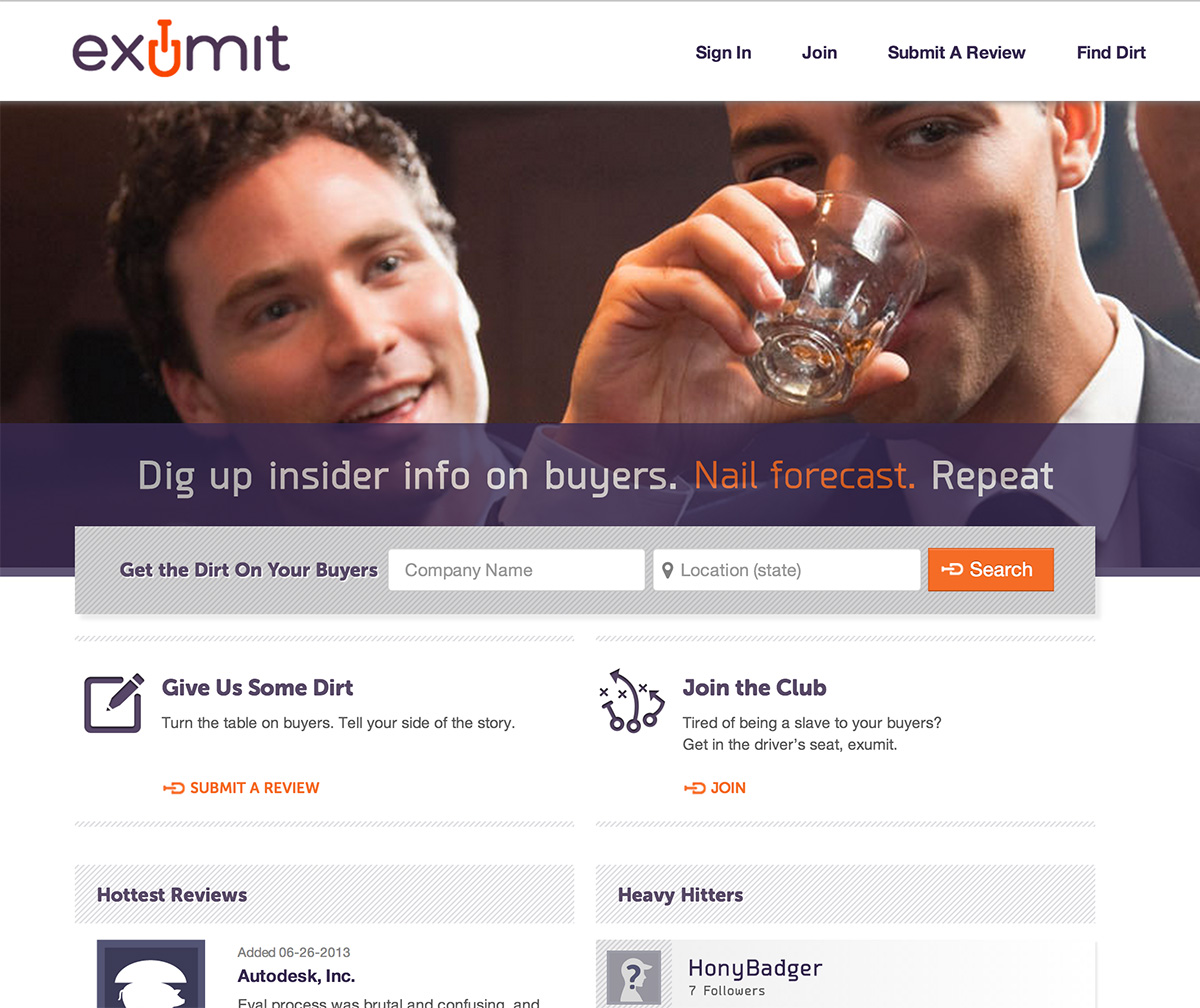 exumit
Sign In Join Submit A Review Find Dirt
Dig up insider info on buyers. Nail forecast. Repeat
Get the Dirt On Your Buyers Company Name Location (state) Search
Give Us Some Dirt
Turn the table on buyers. Tell your side of the story.
SUBMIT A REVIEW
Join the Club
Tired of being a slave to your buyers?
Get in the driver's seat, exumit.
JOIN
Hottest Reviews
Added 06-26-2013
Autodesk, Inc.
Eval process was brutal and confusing, and
Heavy Hitters
?
HonyBadger
7 Followers